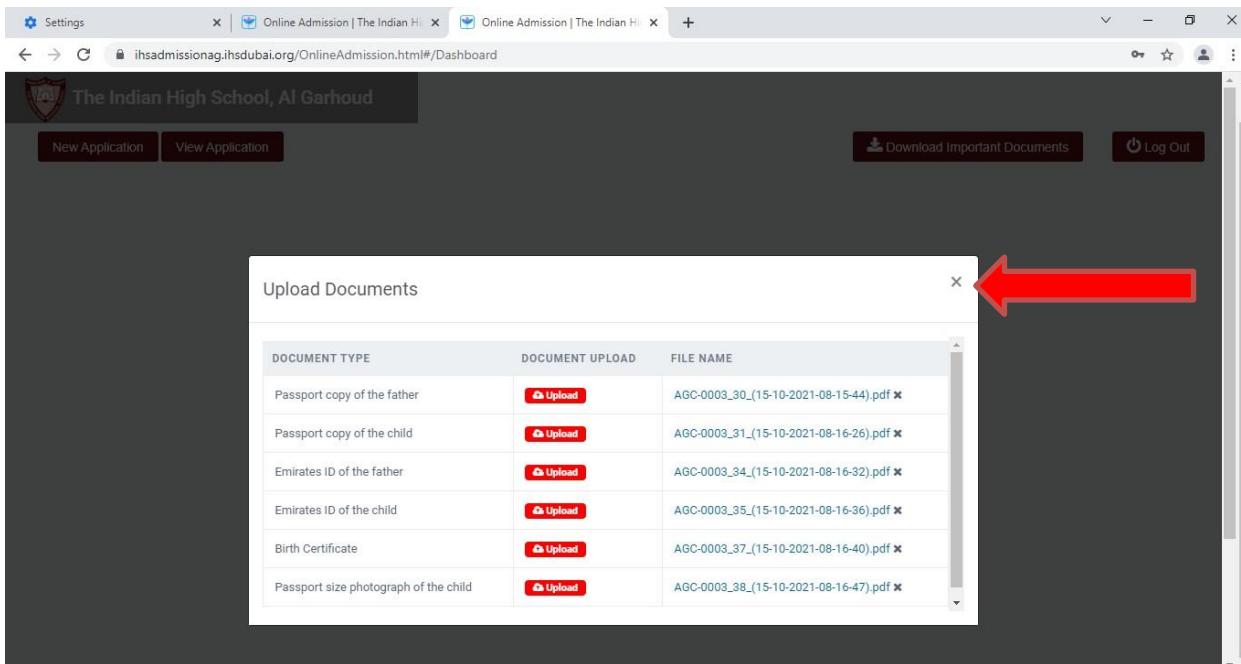 Settings
Online Admission | The Indian Hi
Online Admission | The Indian Hi
ihsadmissionag.ihsdubai.org/OnlineAdmission.html#/Dashboard
The Indian High School, Al Garhoud
New Application View Application Download Important Documents Log Out
Upload Documents
DOCUMENT TYPE DOCUMENT UPLOAD FILE NAME
Passport copy of the father Upload AGC-0003_30_(15-10-2021-08-15-44).pdf
Passport copy of the child Upload AGC-0003_31_(15-10-2021-08-16-26).pdf
Emirates ID of the father Upload AGC-0003_34_(15-10-2021-08-16-32).pdf
Emirates ID of the child Upload AGC-0003_35_(15-10-2021-08-16-36).pdf
Birth Certificate Upload AGC-0003_37_(15-10-2021-08-16-40).pdf
Passport size photograph of the child Upload AGC-0003_38_(15-10-2021-08-16-47).pdf